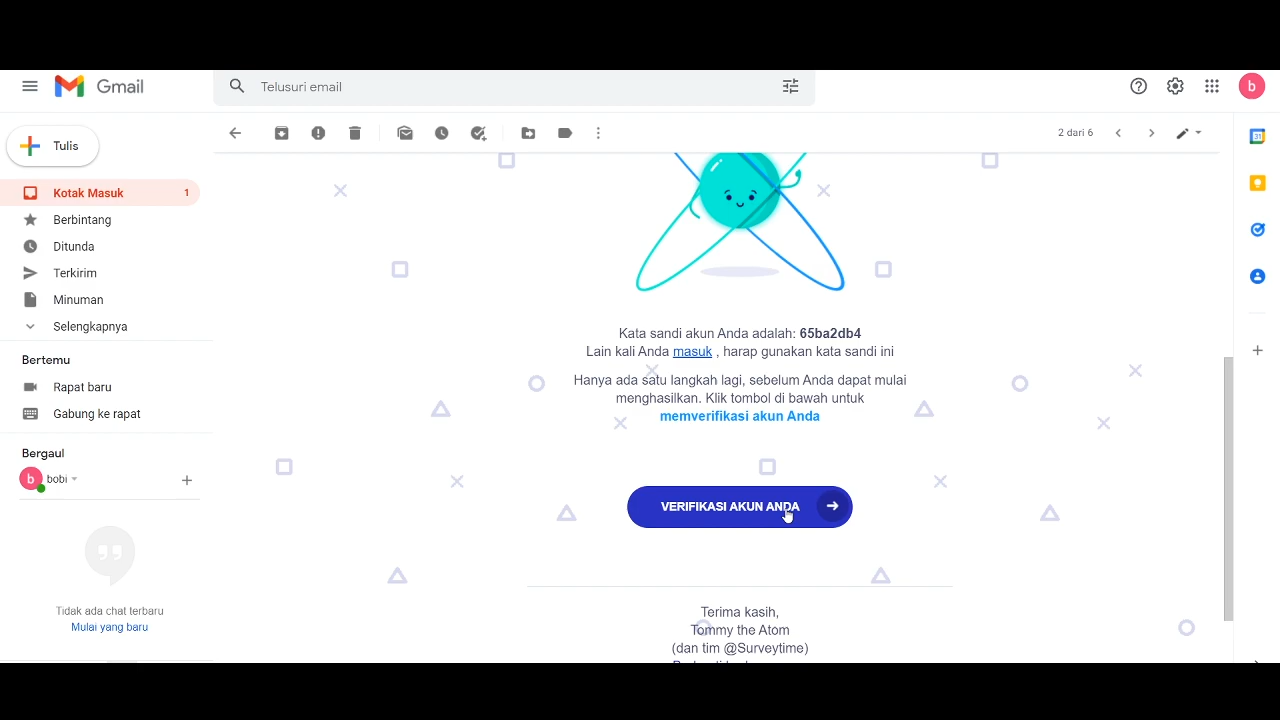 Gmail
Telusuri email
b
Tulis
2 dari 6
31
Kotak Masuk 1
Berbintang
Ditunda
Terkirim
Minuman
Selengkapnya
Bertemu
Rapat baru
Gabung ke rapat
Bergaul
b bobi
Tidak ada chat terbaru
Mulai yang baru
Kata sandi akun Anda adalah: 65ba2db4
Lain kali Anda masuk , harap gunakan kata sandi ini
Hanya ada satu langkah lagi, sebelum Anda dapat mulai
menghasilkan. Klik tombol di bawah untuk
memverifikasi akun Anda
VERIFIKASI AKUN ANDA
Terima kasih,
Tommy the Atom
(dan tim @Surveytime)